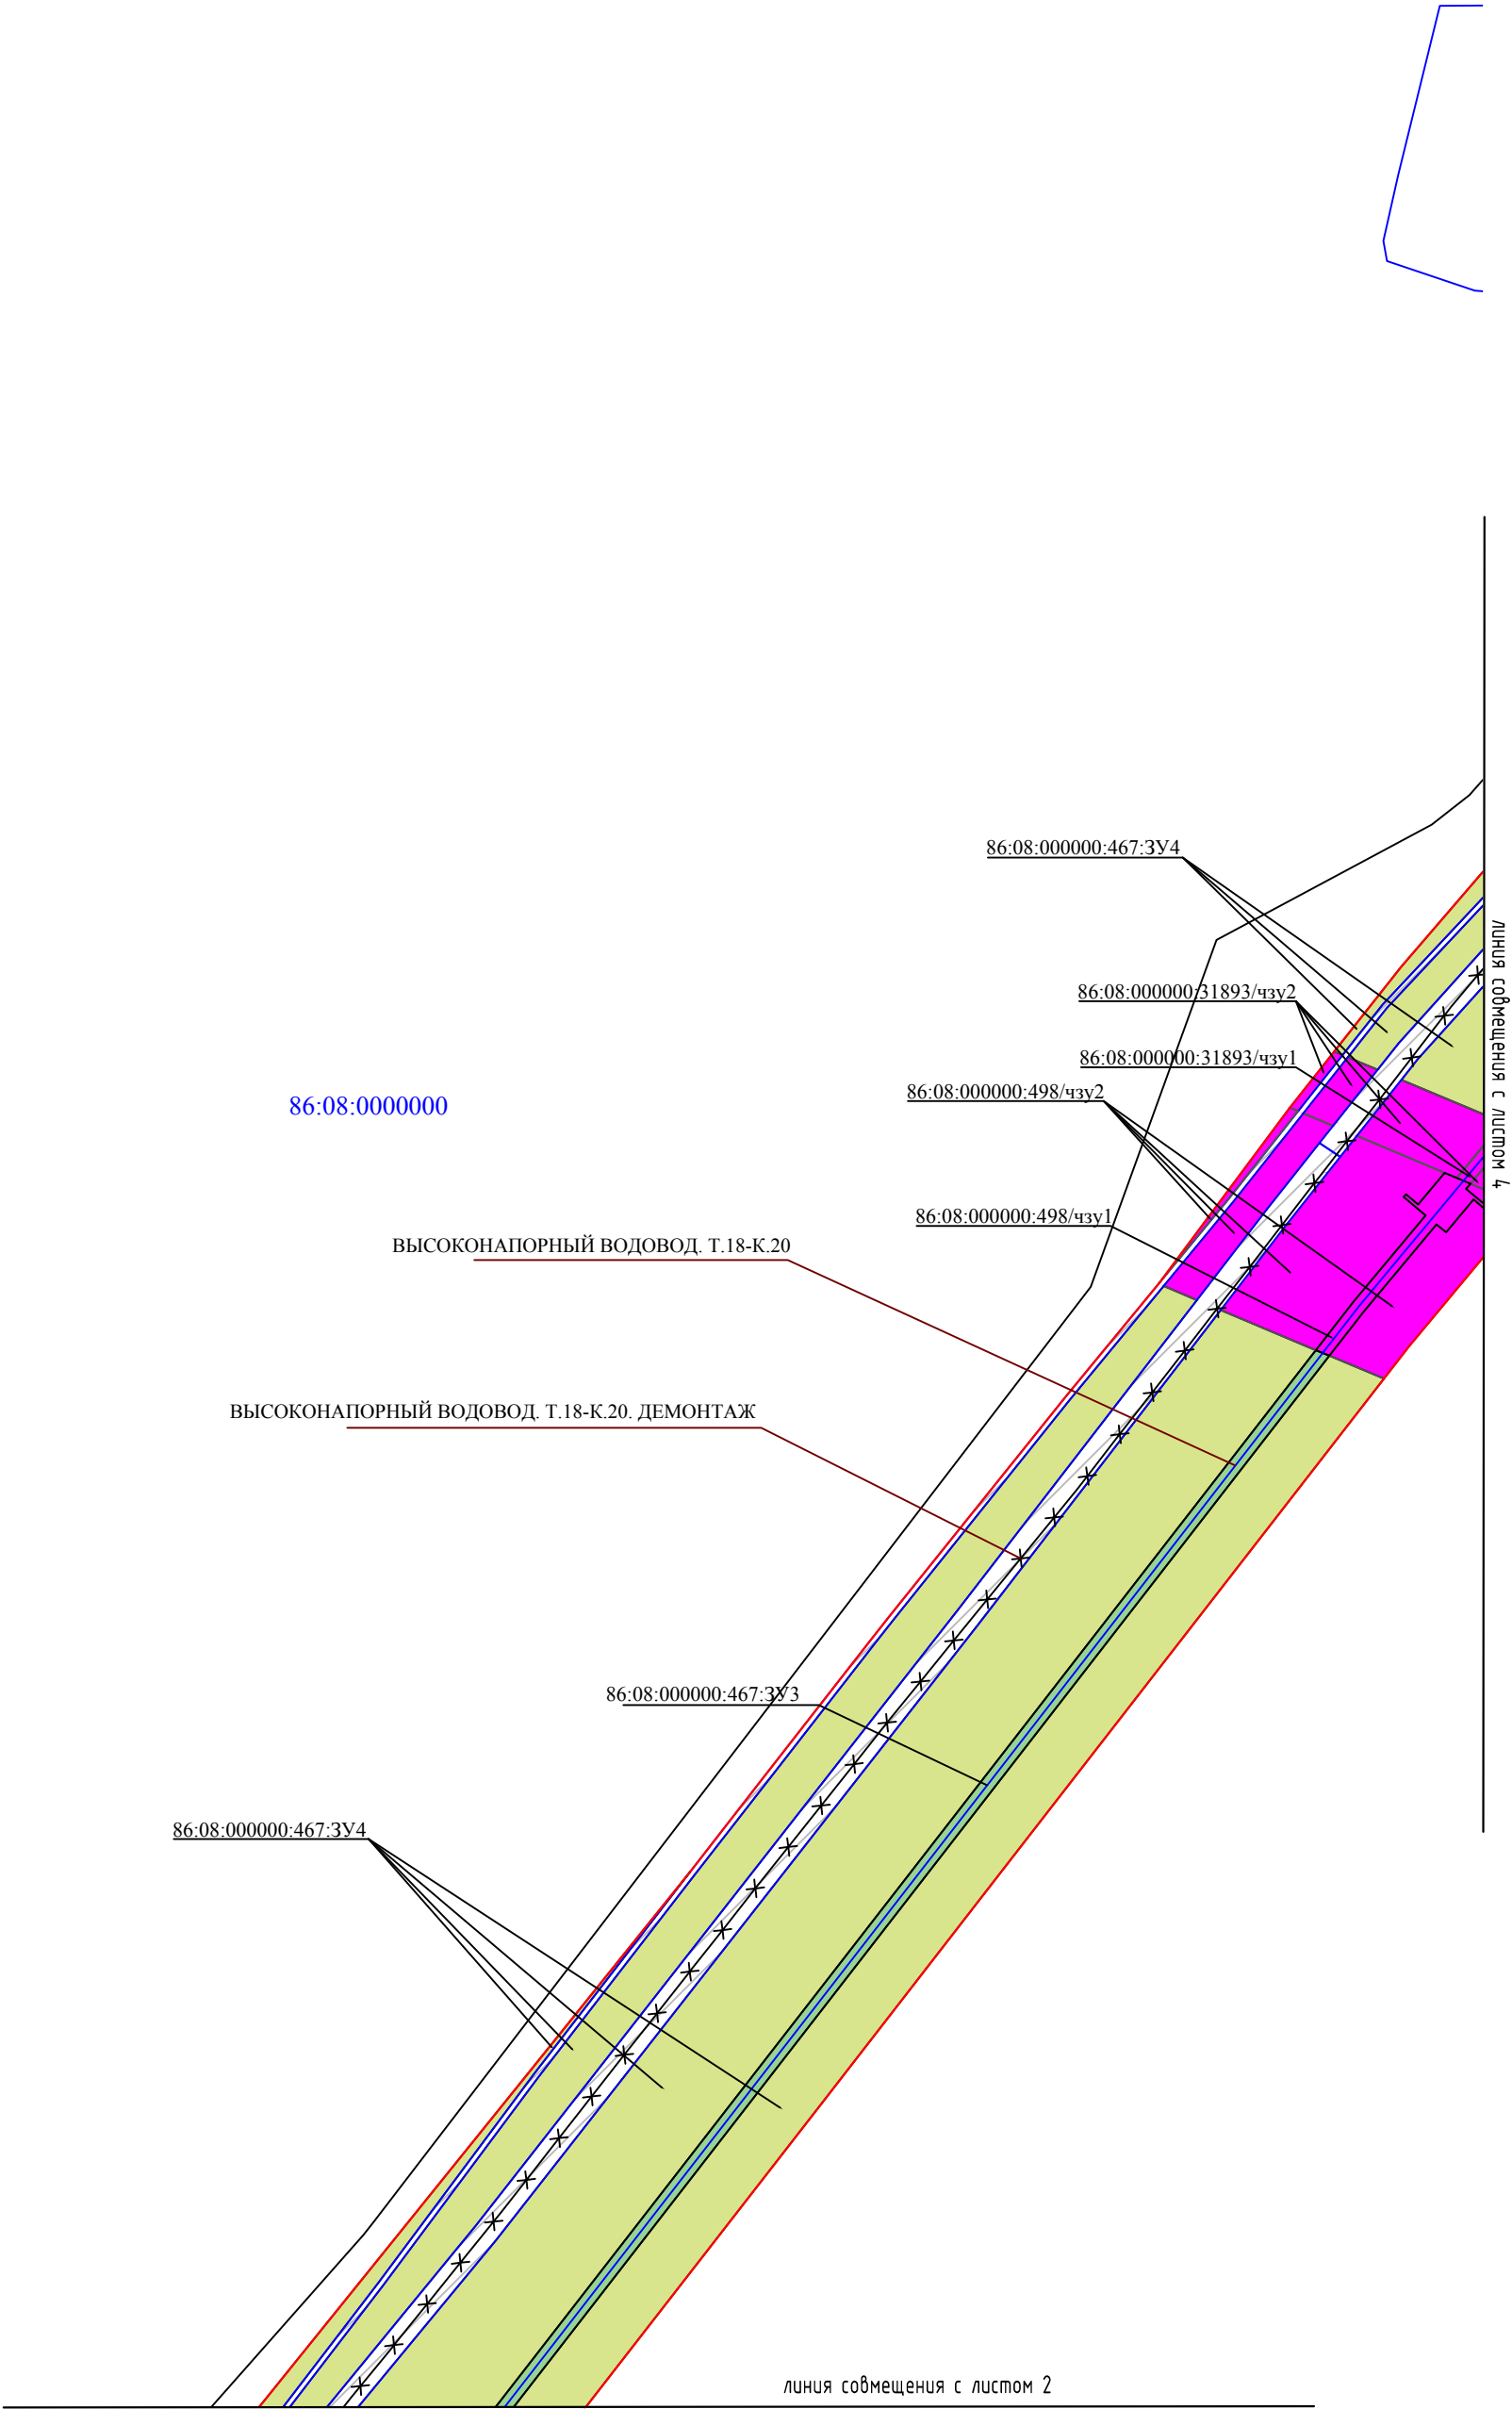 86:08:000000:467:ЗУ4
линия совмещения с листом 4
86:08:000000:31893/чзу2
86:08:000000:31893/чзу1
86:08:000000:498/чзу2
86:08:0000000
86:08:000000:498/чзу1
ВЫСОКОНАПОРНЫЙ ВОДОВОД. Т.18-К.20
ВЫСОКОНАПОРНЫЙ ВОДОВОД. Т.18-К.20. ДЕМОНТАЖ
86:08:000000:467:ЗУ3
86:08:000000:467:ЗУ4
линия совмещения с листом 2